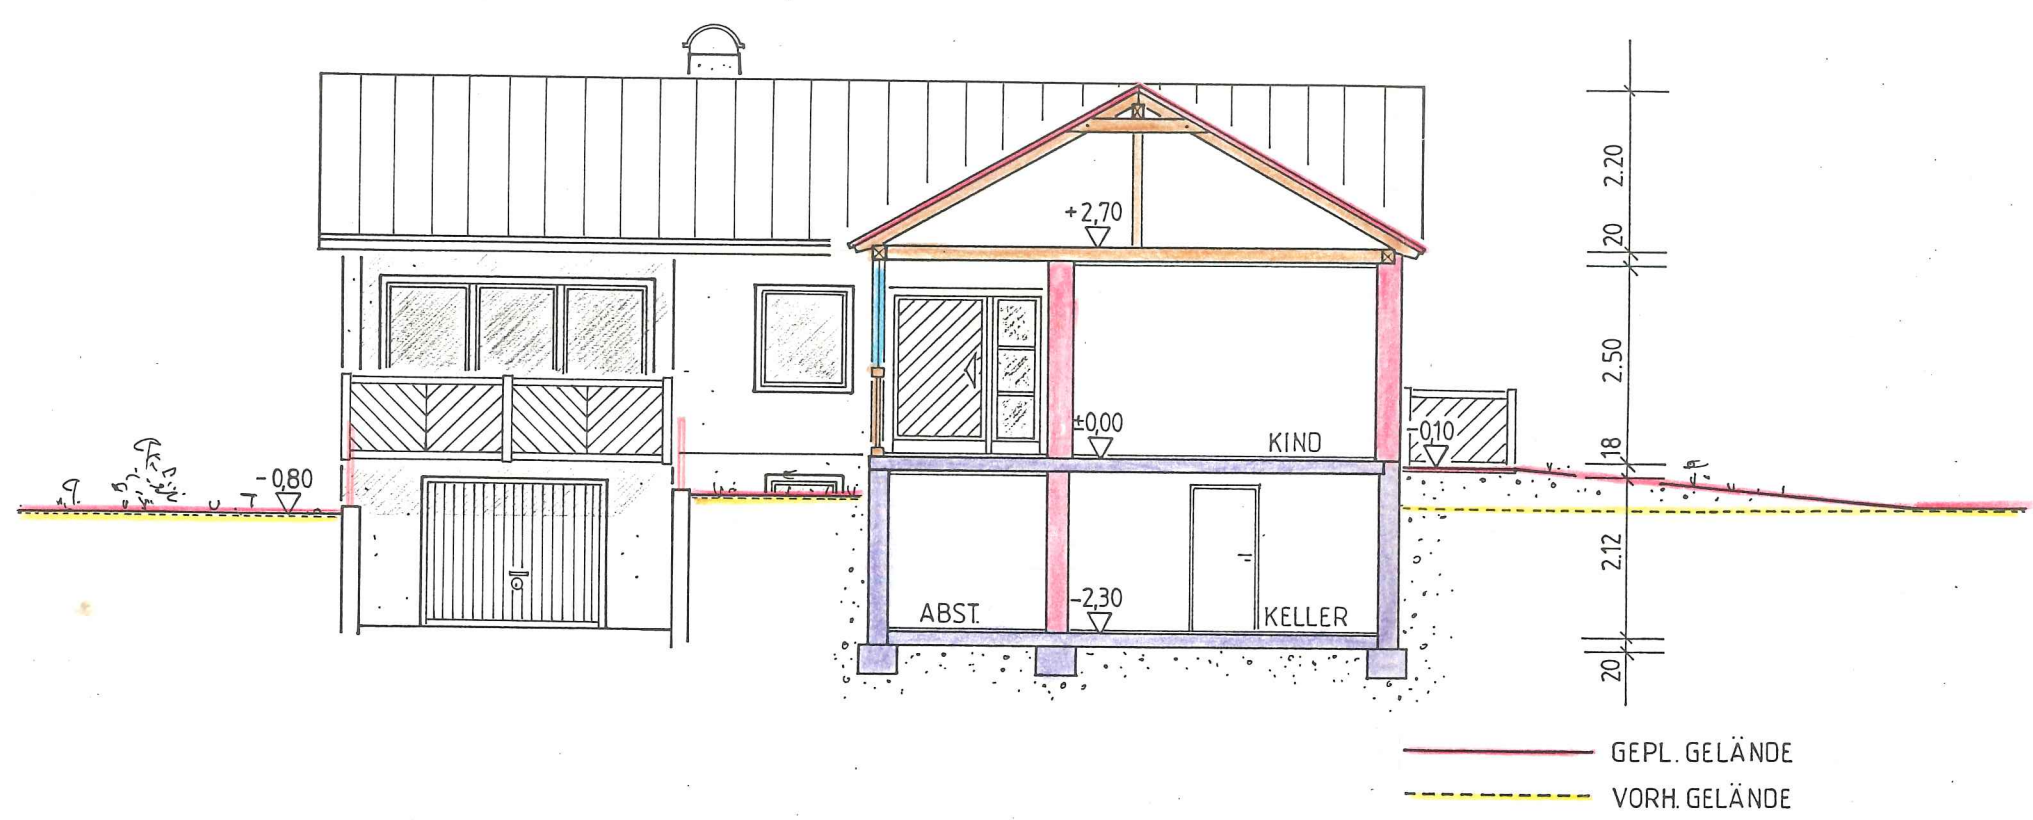 2.20
+2,70
20
2.50
±0,00
-0,10
KIND
18
-0,80
2.12
-2,30
ABST.
KELLER
20
GEPL. GELÄNDE
VORH. GELÄNDE